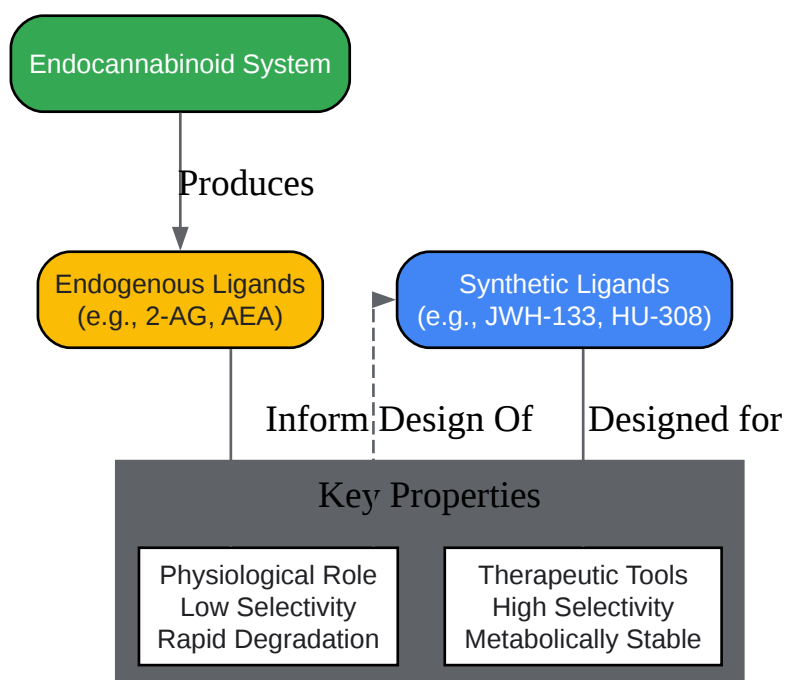 Endocannabinoid System
Produces
Endogenous Ligands
(e.g., 2-AG, AEA)
Synthetic Ligands
(e.g., JWH-133, HU-308)
Inform Design Of
Designed for
Key Properties
Physiological Role
Low Selectivity
Rapid Degradation
Therapeutic Tools
High Selectivity
Metabolically Stable